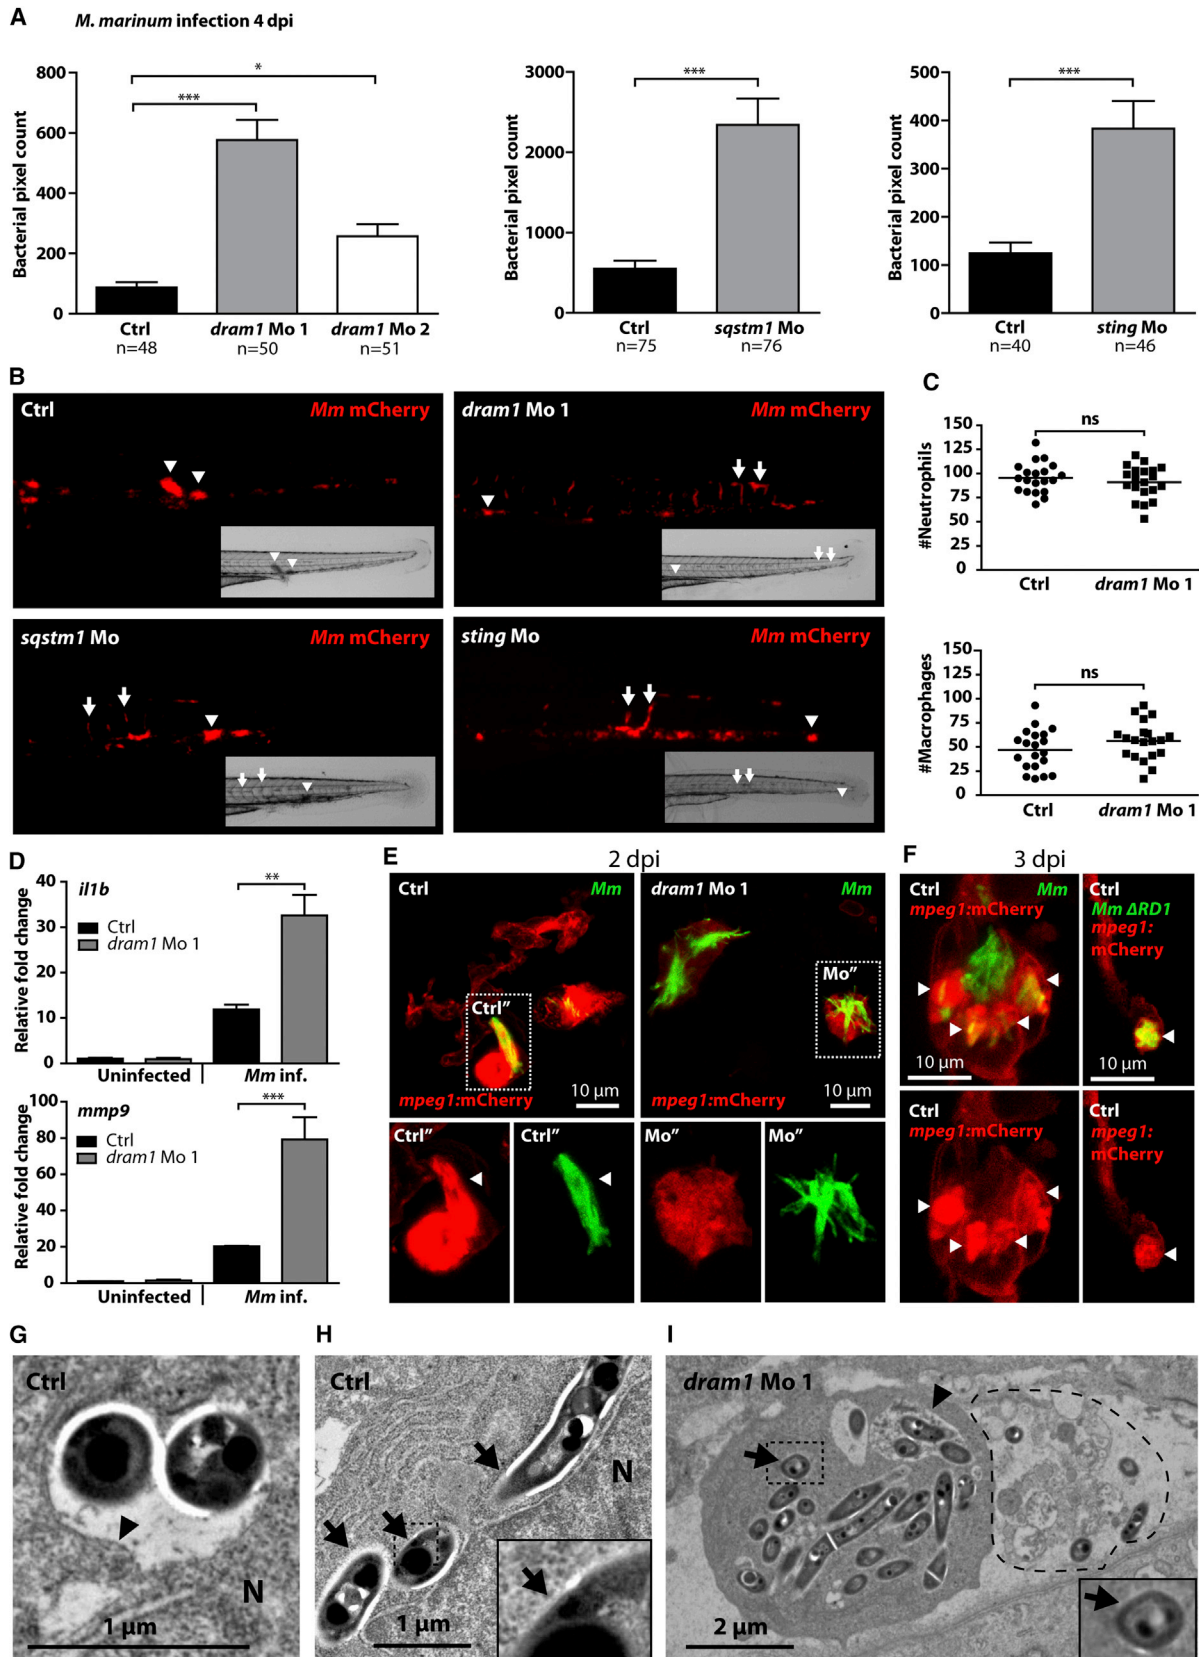 A
M. marinum infection 4 dpi
Bacterial pixel count
800
600
400
200
0
***
*
Ctrl
n=48
dram1 Mo 1
n=50
dram1 Mo 2
n=51
Bacterial pixel count
3000
2000
1000
0
***
Ctrl
n=75
sqstm1 Mo
n=76
Bacterial pixel count
500
400
300
200
100
0
***
Ctrl
n=40
sting Mo
n=46
B
Ctrl
Mm mCherry
dram1 Mo 1
Mm mCherry
sqstm1 Mo
Mm mCherry
sting Mo
Mm mCherry
C
#Neutrophils
150
125
100
75
50
25
0
ns
Ctrl
dram1 Mo 1
#Macrophages
150
125
100
75
50
25
0
ns
Ctrl
dram1 Mo 1
D
il1b
Relative fold change
40
30
20
10
0
Ctrl
dram1 Mo 1
**
Uninfected
Mm inf.
mmp9
Relative fold change
100
80
60
40
20
0
Ctrl
dram1 Mo 1
***
Uninfected
Mm inf.
E
2 dpi
Ctrl
Mm
Ctrl”
mpeg1:mCherry
10 µm
dram1 Mo 1
Mm
Mo”
mpeg1:mCherry
10 µm
Ctrl”
Ctrl”
Mo”
Mo”
F
3 dpi
Ctrl
Mm
mpeg1:mCherry
10 µm
Ctrl
Mm ΔRD1
mpeg1:
mCherry
10 µm
Ctrl
mpeg1:mCherry
Ctrl
mpeg1:
mCherry
G
Ctrl
N
1 µm
H
Ctrl
N
1 µm
I
dram1 Mo 1
2 µm